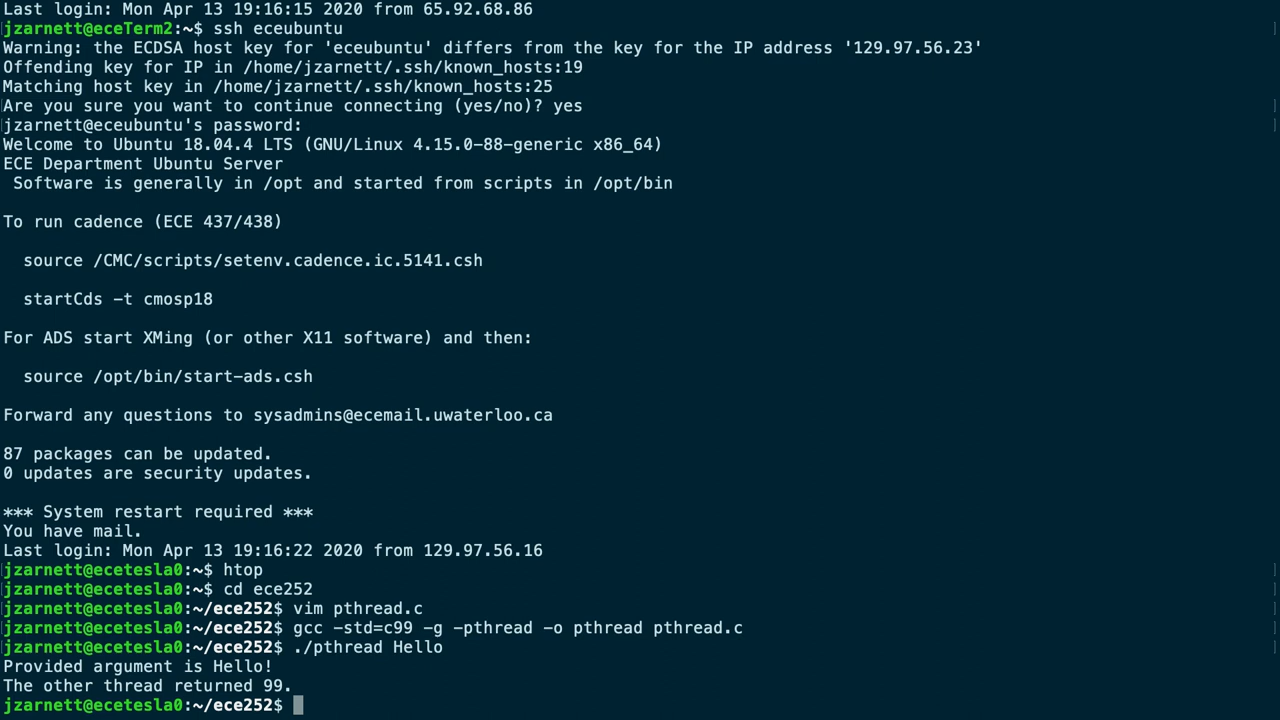 Last login: Mon Apr 13 19:16:15 2020 from 65.92.68.86
jzarnett@eceTerm2:~$ ssh eceubuntu
Warning: the ECDSA host key for 'eceubuntu' differs from the key for the IP address '129.97.56.23'
Offending key for IP in /home/jzarnett/.ssh/known_hosts:19
Matching host key in /home/jzarnett/.ssh/known_hosts:25
Are you sure you want to continue connecting (yes/no)? yes
jzarnett@eceubuntu's password:
Welcome to Ubuntu 18.04.4 LTS (GNU/Linux 4.15.0-88-generic x86_64)
ECE Department Ubuntu Server
 Software is generally in /opt and started from scripts in /opt/bin

To run cadence (ECE 437/438)

  source /CMC/scripts/setenv.cadence.ic.5141.csh

  startCds -t cmosp18

For ADS start XMing (or other X11 software) and then:

  source /opt/bin/start-ads.csh

Forward any questions to sysadmins@ecemail.uwaterloo.ca

87 packages can be updated.
0 updates are security updates.

*** System restart required ***
You have mail.
Last login: Mon Apr 13 19:16:22 2020 from 129.97.56.16
jzarnett@ecetesla0:~$ htop
jzarnett@ecetesla0:~$ cd ece252
jzarnett@ecetesla0:~/ece252$ vim pthread.c
jzarnett@ecetesla0:~/ece252$ gcc -std=c99 -g -pthread -o pthread pthread.c
jzarnett@ecetesla0:~/ece252$ ./pthread Hello
Provided argument is Hello!
The other thread returned 99.
jzarnett@ecetesla0:~/ece252$